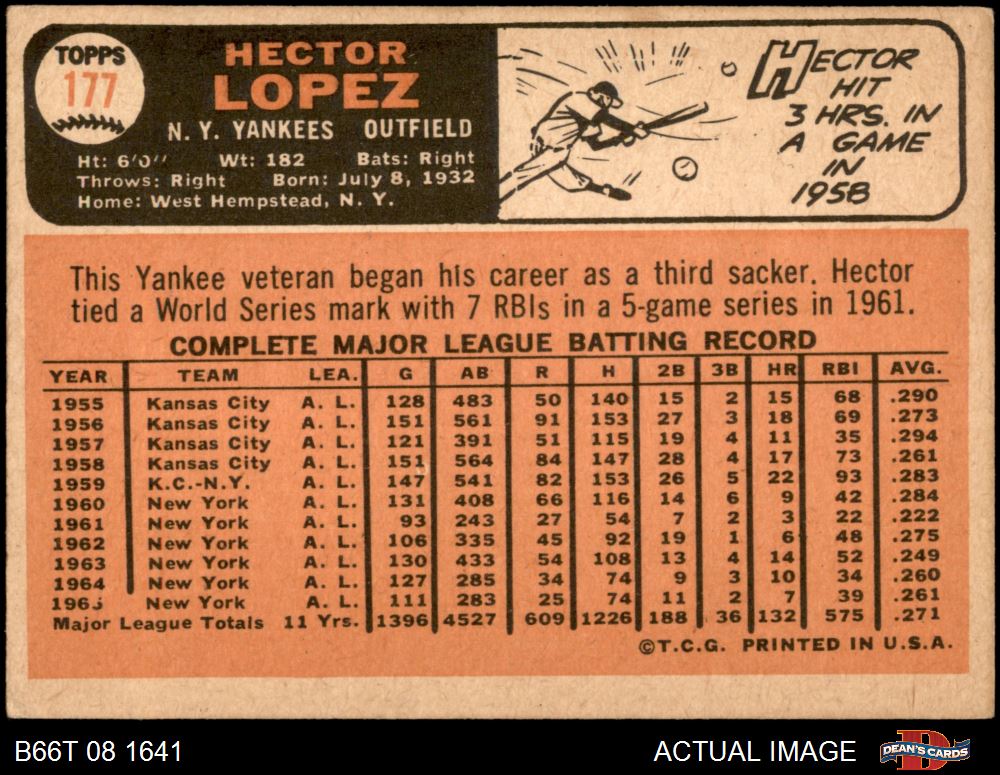 TOPPS
177
HECTOR
LOPEZ
N. Y. YANKEES OUTFIELD
Ht: 6'0" Wt: 182 Bats: Right
Throws: Right Born: July 8, 1932
Home: West Hempstead, N. Y.
HECTOR
HIT
3 HRS. IN
A GAME
IN
1958
This Yankee veteran began his career as a third sacker. Hector
tied a World Series mark with 7 RBIs in a 5-game series in 1961.
COMPLETE MAJOR LEAGUE BATTING RECORD
YEAR TEAM LEA. G AB R H 2B 3B HR RBI AVG.
1955 Kansas City A. L. 128 483 50 140 15 2 15 68 .290
1956 Kansas City A. L. 151 561 91 153 27 3 18 69 .273
1957 Kansas City A. L. 121 391 51 115 19 4 11 35 .294
1958 Kansas City A. L. 151 564 84 147 28 4 17 73 .261
1959 K.C.-N.Y. A. L. 147 541 82 153 26 5 22 93 .283
1960 New York A. L. 131 408 66 116 14 6 9 42 .284
1961 New York A. L. 93 243 27 54 7 2 3 22 .222
1962 New York A. L. 106 335 45 92 19 1 6 48 .275
1963 New York A. L. 130 433 54 108 13 4 14 52 .249
1964 New York A. L. 127 285 34 74 9 3 10 34 .260
1965 New York A. L. 111 283 25 74 11 2 7 39 .261
Major League Totals 11 Yrs. 1396 4527 609 1226 188 36 132 575 .271
©T.C.G. PRINTED IN U.S.A.
B66T 08 1641 ACTUAL IMAGE DEAN'S CARDS